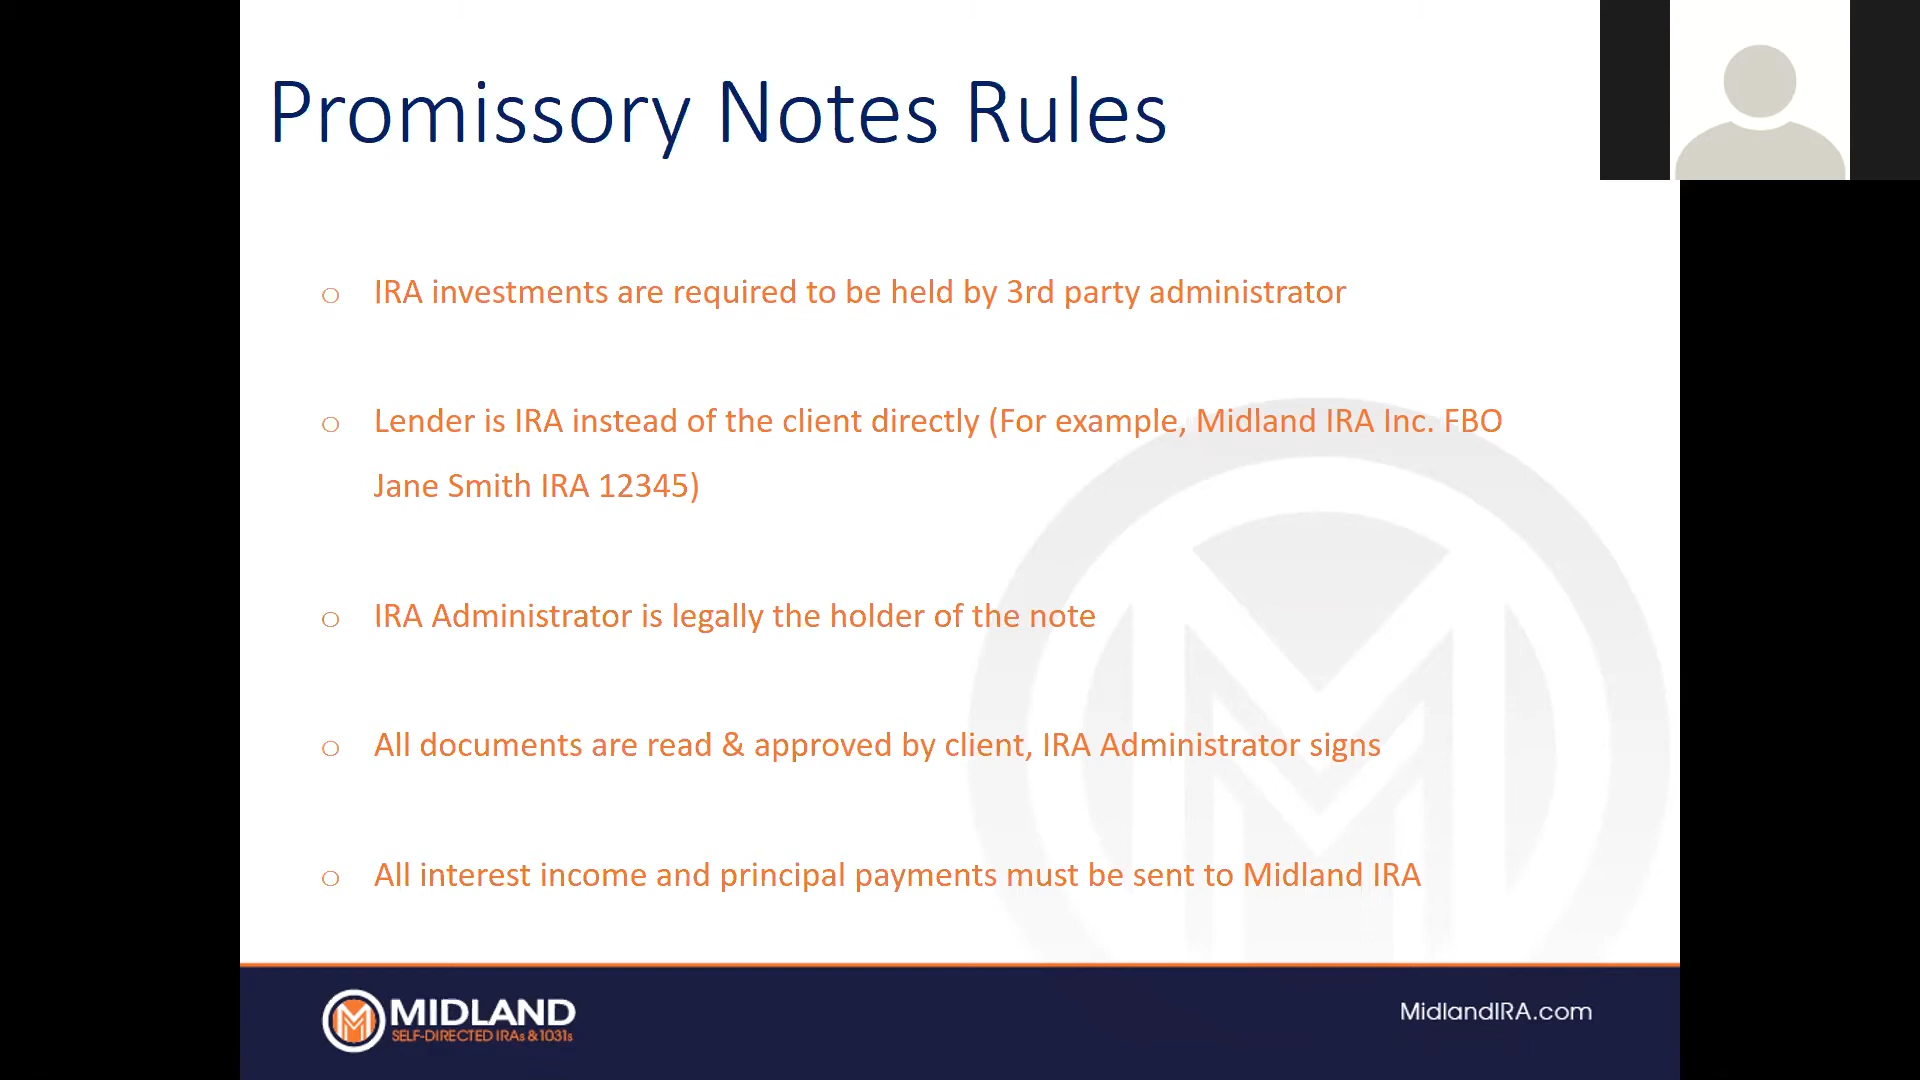 Promissory Notes Rules
o IRA investments are required to be held by 3rd party administrator
o Lender is IRA instead of the client directly (For example, Midland IRA Inc. FBO
Jane Smith IRA 12345)
o IRA Administrator is legally the holder of the note
o All documents are read & approved by client, IRA Administrator signs
o All interest income and principal payments must be sent to Midland IRA
MIDLAND
SELF-DIRECTED IRAs & 1031s
MidlandIRA.com